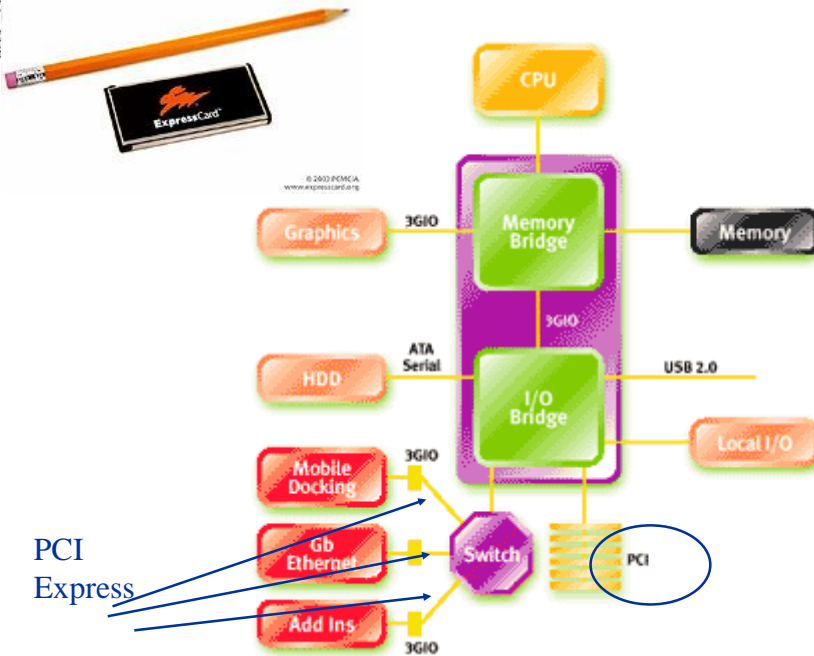 ExpressCard™
© 2003 PCMCIA
www.expresscard.org
CPU
Graphics
3GIO
Memory
Bridge
Memory
3GIO
HDD
ATA
Serial
I/O
Bridge
USB 2.0
Local I/O
Mobile
Docking
3GIO
PCI
Express
Gb
Ethernet
Switch
PCI
Add Ins
3GIO